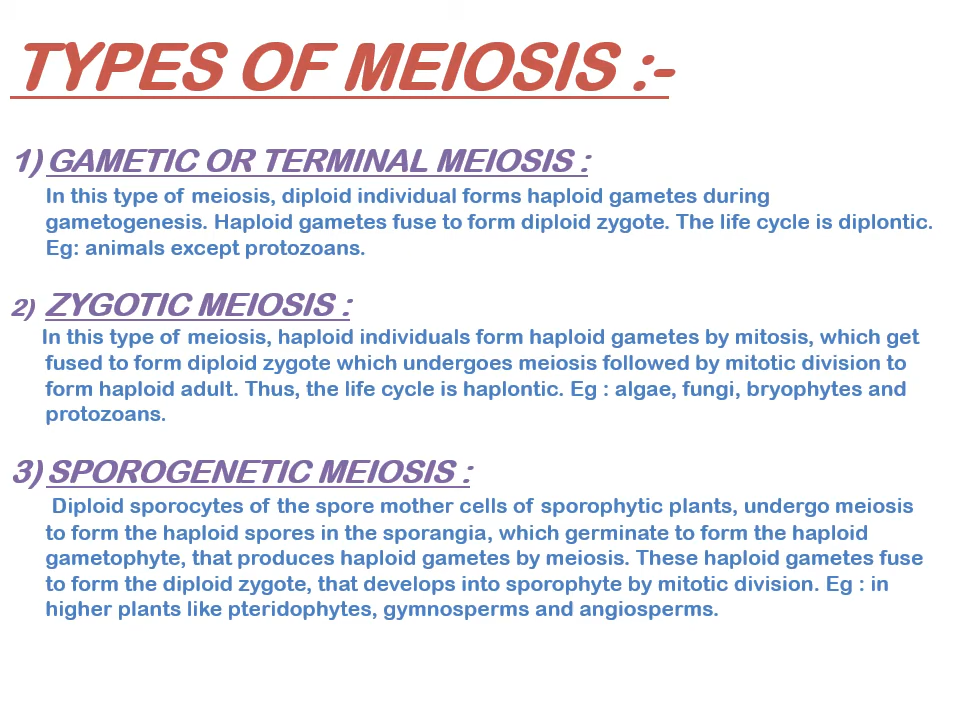 TYPES OF MEIOSIS :-
1) GAMETIC OR TERMINAL MEIOSIS :
In this type of meiosis, diploid individual forms haploid gametes during
gametogenesis. Haploid gametes fuse to form diploid zygote. The life cycle is diplontic.
Eg: animals except protozoans.
2) ZYGOTIC MEIOSIS :
In this type of meiosis, haploid individuals form haploid gametes by mitosis, which get
fused to form diploid zygote which undergoes meiosis followed by mitotic division to
form haploid adult. Thus, the life cycle is haplontic. Eg : algae, fungi, bryophytes and
protozoans.
3) SPOROGENETIC MEIOSIS :
Diploid sporocytes of the spore mother cells of sporophytic plants, undergo meiosis
to form the haploid spores in the sporangia, which germinate to form the haploid
gametophyte, that produces haploid gametes by meiosis. These haploid gametes fuse
to form the diploid zygote, that develops into sporophyte by mitotic division. Eg : in
higher plants like pteridophytes, gymnosperms and angiosperms.